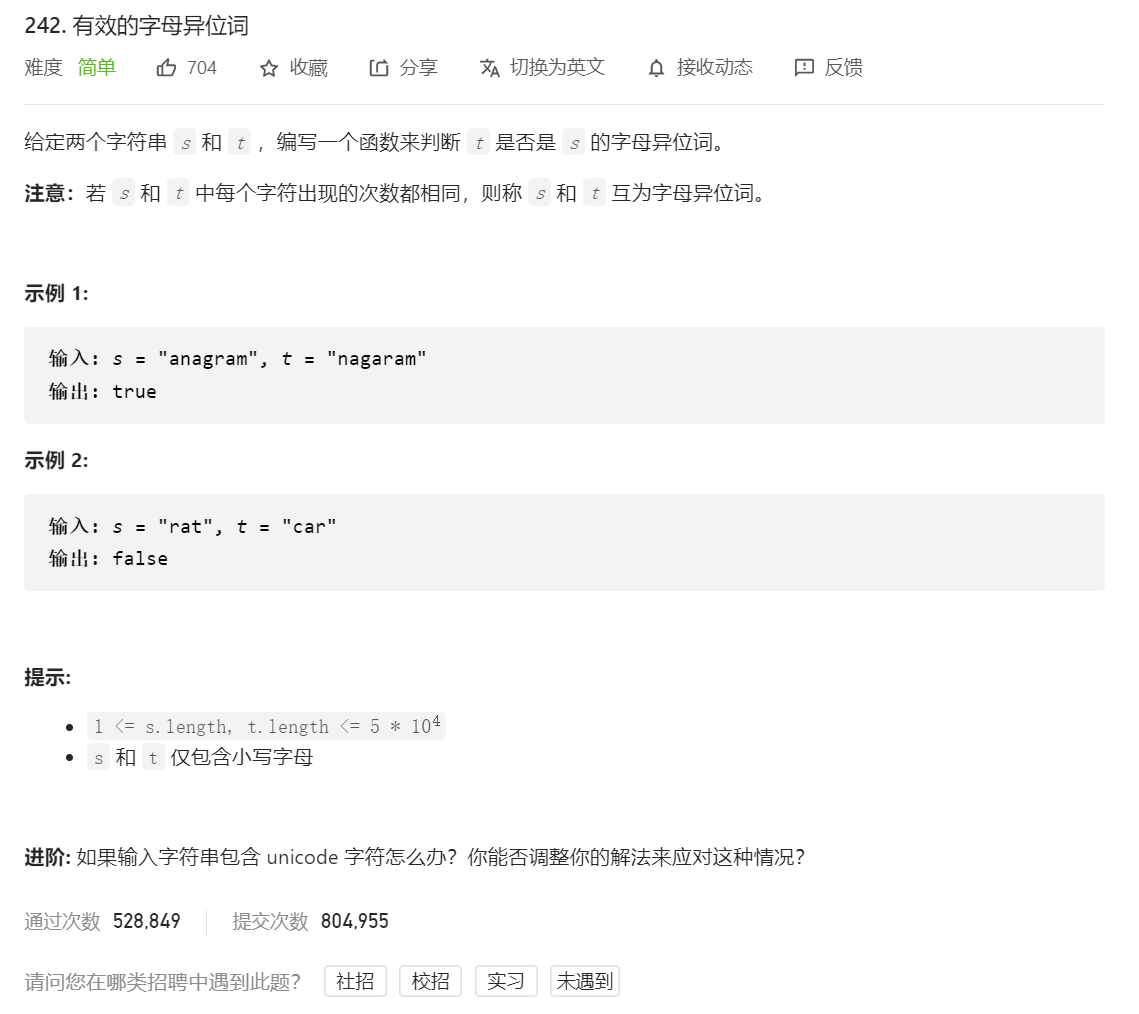 242. 有效的字母异位词
难度 简单 704 收藏 分享 切换为英文 接收动态 反馈
给定两个字符串 s 和 t ，编写一个函数来判断 t 是否是 s 的字母异位词。
注意：若 s 和 t 中每个字符出现的次数都相同，则称 s 和 t 互为字母异位词。
示例 1:
输入: s = "anagram", t = "nagaram"
输出: true
示例 2:
输入: s = "rat", t = "car"
输出: false
提示:
1 <= s.length, t.length <= 5 * 10⁴
s 和 t 仅包含小写字母
进阶: 如果输入字符串包含 unicode 字符怎么办？你能否调整你的解法来应对这种情况？
通过次数 528,849 提交次数 804,955
请问您在哪类招聘中遇到此题？ 社招 校招 实习 未遇到